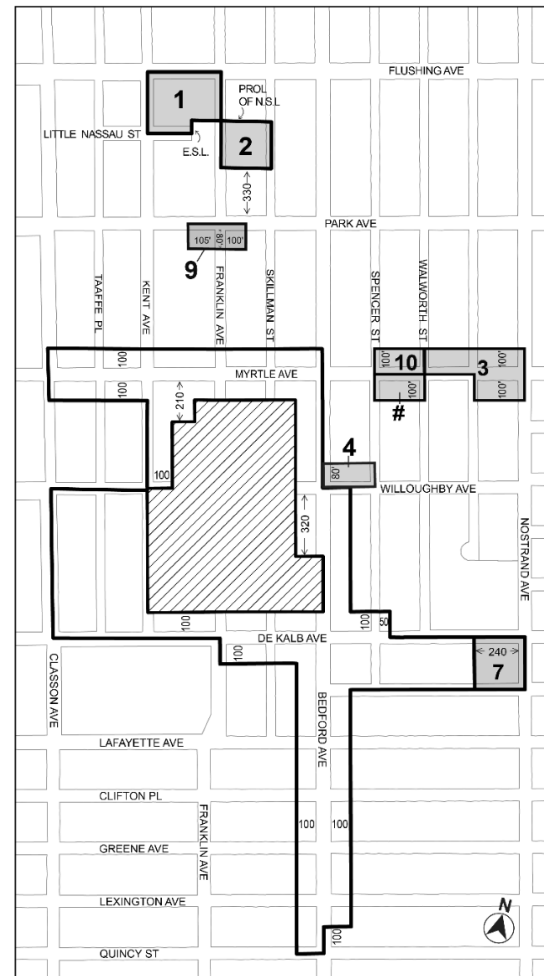 FLUSHING AVE
1
PROL
OF N.S.L
LITTLE NASSAU ST
E.S.L.
2
330
PARK AVE
105'
80'
100'
9
TAAFFE PL
KENT AVE
FRANKLIN AVE
SKILLMAN ST
SPENCER ST
WALWORTH ST
100
MYRTLE AVE
100'
10
100'
3
100
210
100'
#
100'
4
80'
100
WILLOUGHBY AVE
320
NOSTRAND AVE
100
100
50
DE KALB AVE
100
240
7
CLASSON AVE
BEDFORD AVE
LAFAYETTE AVE
CLIFTON PL
FRANKLIN AVE
100
100
GREENE AVE
LEXINGTON AVE
N
100
QUINCY ST